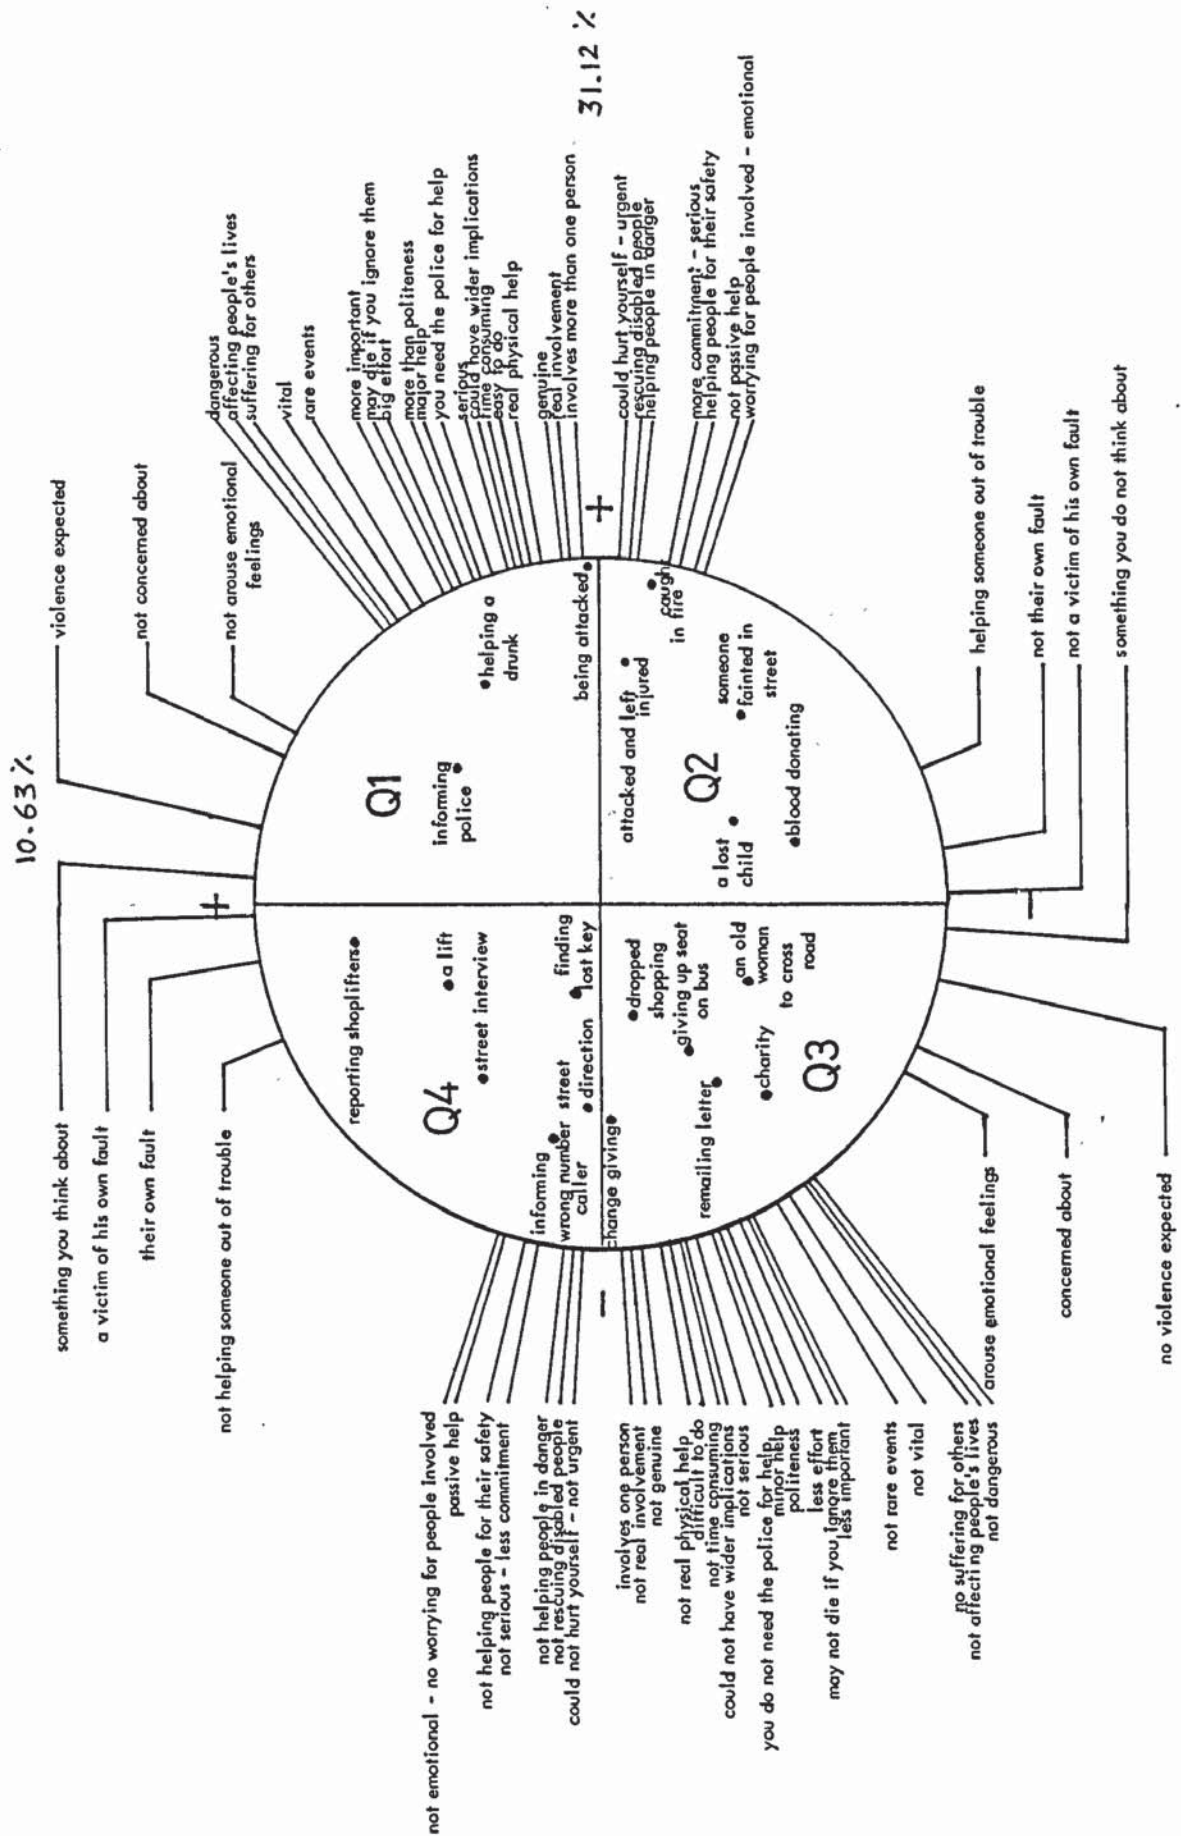 10.63 %
31.12 %
something you think about
a victim of his own fault
their own fault
not helping someone out of trouble
violence expected
not concerned about
not arouse emotional
feelings
dangerous
affecting people's lives
suffering for others
vital
rare events
more important
may die if you ignore them
big effort
more than politeness
major help
you need the police for help
serious
could have wider implications
time consuming
easy to do
real physical help
genuine
real involvement
involves more than one person
could hurt yourself - urgent
rescuing disabled people
helping people in danger
more commitment - serious
helping people for their safety
not passive help
worrying for people involved - emotional
+
+
-
-
Q4
reporting shoplifters
a lift
street interview
finding
lost key
street
direction
informing
wrong number
caller
change giving
Q1
informing
police
helping a
drunk
being attacked
Q3
dropped
shopping
giving up seat
on bus
an old
woman
to cross
road
charity
remailing letter
Q2
attacked and left
injured
caught
in fire
someone
fainted in
street
a lost
child
blood donating
not emotional - no worrying for people involved
passive help
not helping people for their safety
not serious - less commitment
not helping people in danger
not rescuing disabled people
could not hurt yourself - not urgent
involves one person
not real involvement
not genuine
not real physical help
difficult to do
not time consuming
could not have wider implications
not serious
you do not need the police for help
minor help
politeness
less effort
may not die if you ignore them
less important
not rare events
not vital
no suffering for others
not affecting people's lives
not dangerous
arouse emotional feelings
concerned about
no violence expected
helping someone out of trouble
not their own fault
not a victim of his own fault
something you do not think about